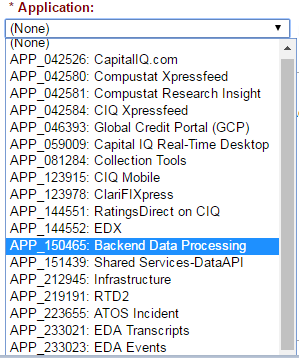 * Application:
(None)
(None)
APP_042526: CapitalIQ.com
APP_042580: Compustat Xpressfeed
APP_042581: Compustat Research Insight
APP_042584: CIQ Xpressfeed
APP_046393: Global Credit Portal (GCP)
APP_059009: Capital IQ Real-Time Desktop
APP_081284: Collection Tools
APP_123915: CIQ Mobile
APP_123978: ClariFIXpress
APP_144551: RatingsDirect on CIQ
APP_144552: EDX
APP_150465: Backend Data Processing
APP_151439: Shared Services-DataAPI
APP_212945: Infrastructure
APP_219191: RTD2
APP_223655: ATOS Incident
APP_233021: EDA Transcripts
APP_233023: EDA Events